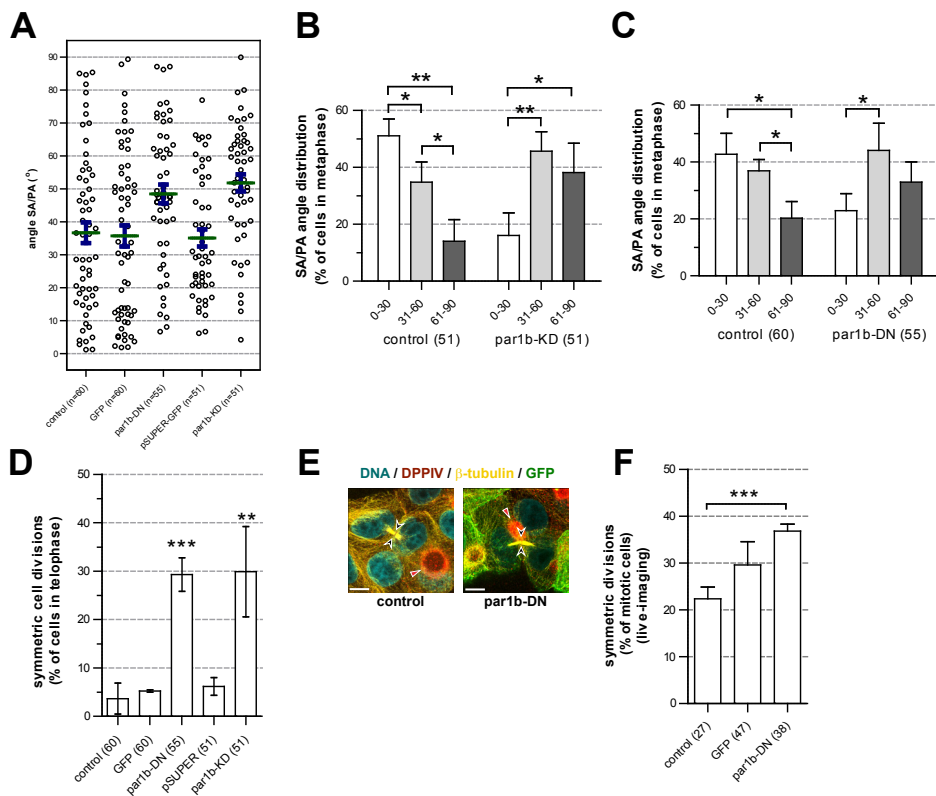 A
angle SA/PA (°)
90
80
70
60
50
40
30
20
10
0
control (n=60)
GFP (n=60)
par1b-DN (n=55)
pSUPER-GFP (n=51)
par1b-KD (n=51)
B
SA/PA angle distribution
(% of cells in metaphase)
60
40
20
0
**
*
*
*
**
0-30
31-60
61-90
0-30
31-60
61-90
control (51)
par1b-KD (51)
C
SA/PA angle distribution
(% of cells in metaphase)
60
40
20
0
*
*
*
0-30
31-60
61-90
0-30
31-60
61-90
control (60)
par1b-DN (55)
D
symmetric cell divisions
(% of cells in telophase)
50
40
30
20
10
0
***
**
control (60)
GFP (60)
par1b-DN (55)
pSUPER (51)
par1b-KD (51)
E
DNA / DPPIV / β-tubulin / GFP
control
par1b-DN
F
symmetric divisions
(% of mitotic cells)
(live-imaging)
50
40
30
20
10
0
***
control (27)
GFP (47)
par1b-DN (38)